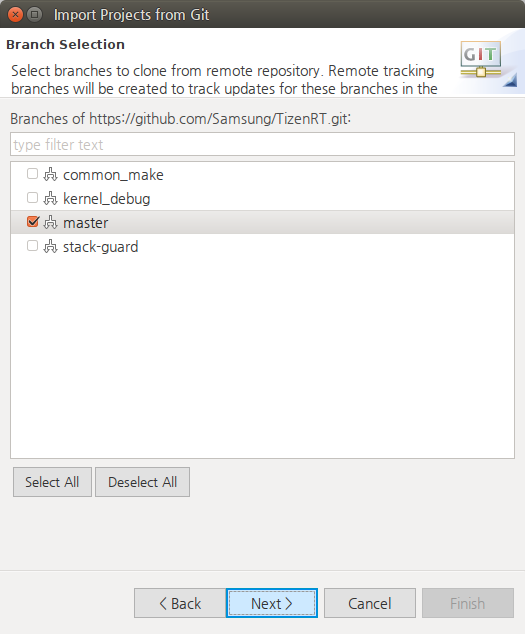 Import Projects from Git
Branch Selection
GIT
Select branches to clone from remote repository. Remote tracking
branches will be created to track updates for these branches in the
Branches of https://github.com/Samsung/TizenRT.git:
type filter text
common_make
kernel_debug
master
stack-guard
Select All
Deselect All
< Back
Next >
Cancel
Finish